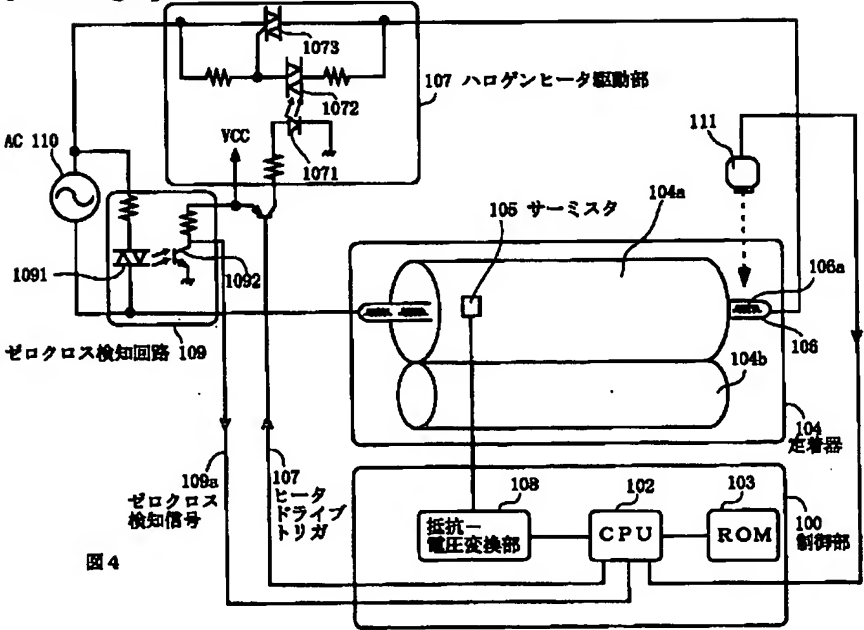 1073
1072
107 ハロゲンヒータ駆動部
VCC
1071
111
AC 110
105 サーミスタ
104a
106a
1091
1092
106
ゼロクロス検知回路 109
104b
104
定着器
109a
ゼロクロス
検知信号
107
ヒータ
ドライブ
トリガ
108
抵抗ー
電圧変換部
102
CPU
103
ROM
100
制御部
図4